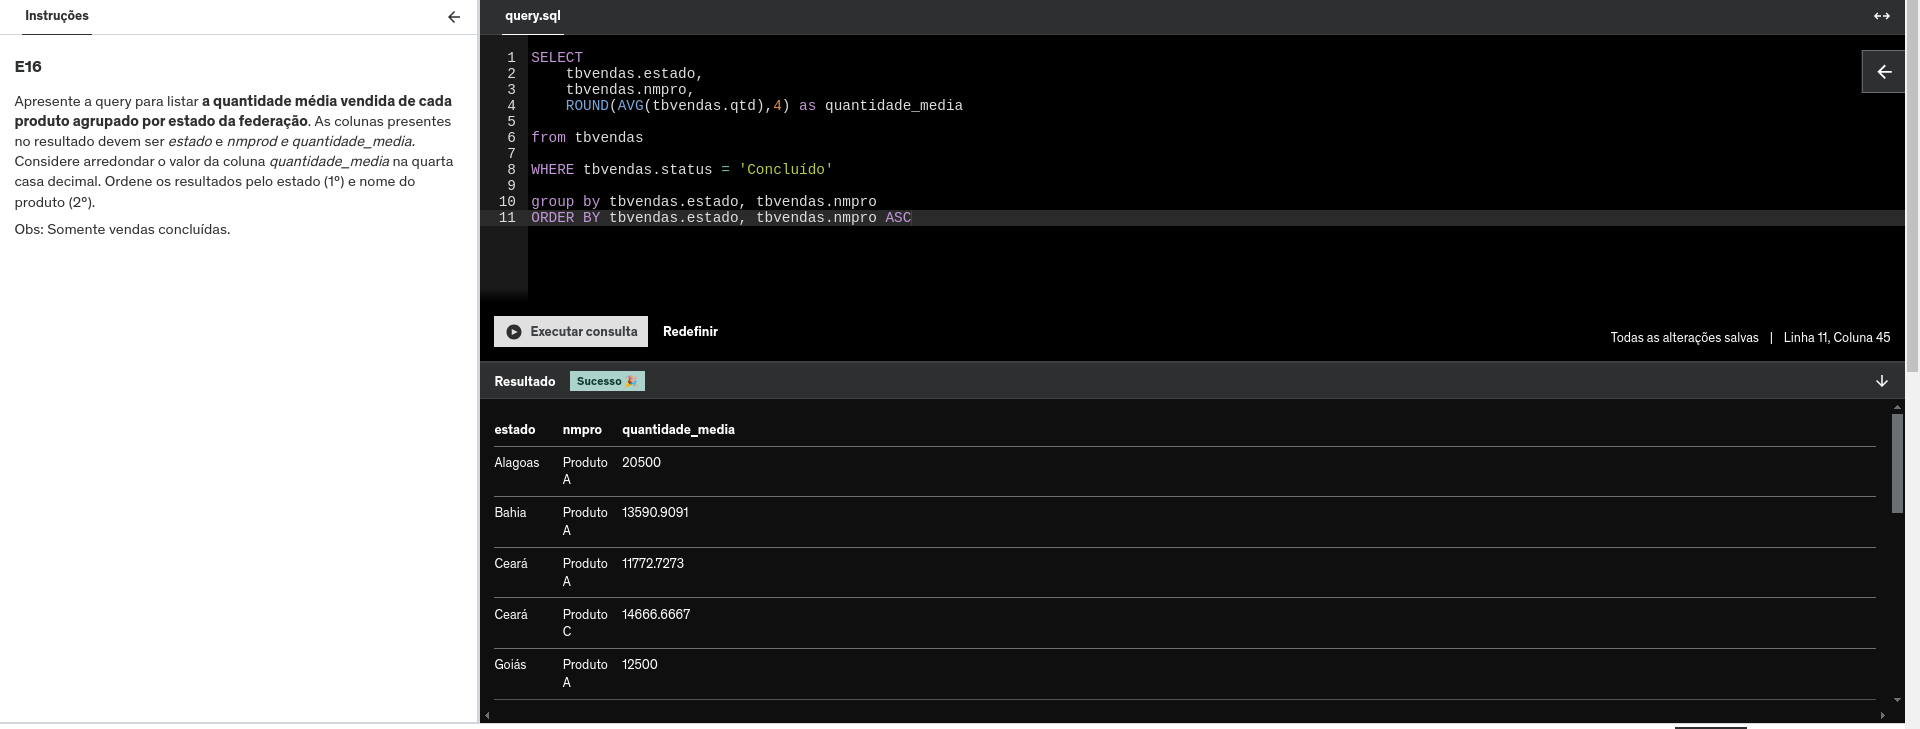 Instruções
E16
Apresente a query para listar a quantidade média vendida de cada
produto agrupado por estado da federação. As colunas presentes
no resultado devem ser estado e nmprod e quantidade_media.
Considere arredondar o valor da coluna quantidade_media na quarta
casa decimal. Ordene os resultados pelo estado (1º) e nome do
produto (2º).
Obs: Somente vendas concluídas.
query.sql
1 SELECT
2 tbvendas.estado,
3 tbvendas.nmpro,
4 ROUND(AVG(tbvendas.qtd),4) as quantidade_media
5
6 from tbvendas
7
8 WHERE tbvendas.status = 'Concluído'
9
10 group by tbvendas.estado, tbvendas.nmpro
11 ORDER BY tbvendas.estado, tbvendas.nmpro ASC
Executar consulta Redefinir
Todas as alterações salvas | Linha 11, Coluna 45
Resultado Sucesso 🎉
estado nmpro quantidade_media
Alagoas Produto 20500
A
Bahia Produto 13590.9091
A
Ceará Produto 11772.7273
A
Ceará Produto 14666.6667
C
Goiás Produto 12500
A